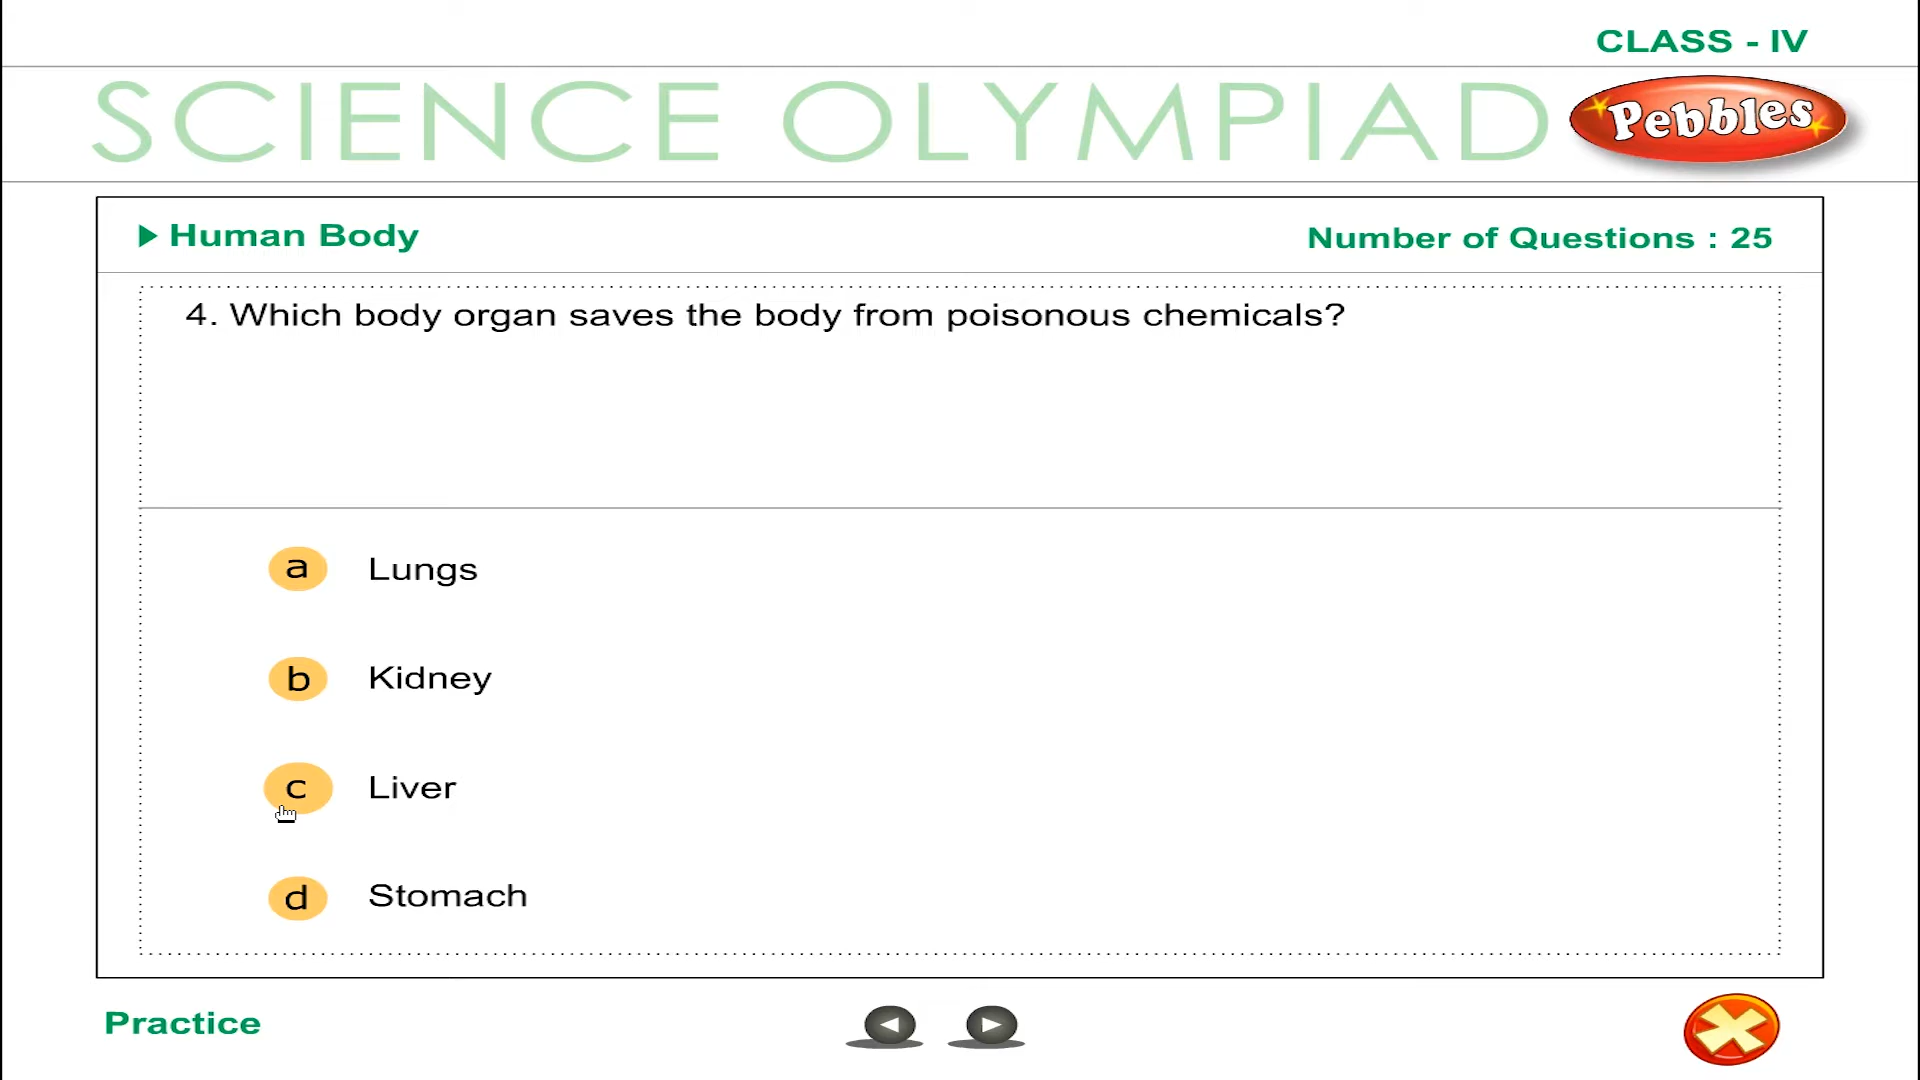 CLASS - IV
SCIENCE OLYMPIAD
Pebbles
Human Body
Number of Questions : 25
4. Which body organ saves the body from poisonous chemicals?
a Lungs
b Kidney
c Liver
d Stomach
Practice